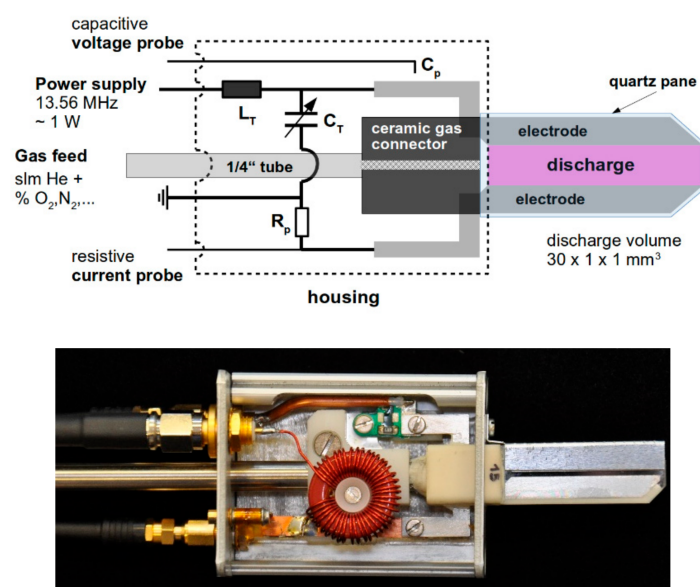 capacitive
voltage probe
Cp
Power supply
13.56 MHz
~ 1 W
LT
CT
quartz pane
ceramic gas
connector
electrode
Gas feed
slm He +
% O2,N2,...
1/4“ tube
discharge
electrode
Rp
resistive
current probe
discharge volume
30 x 1 x 1 mm³
housing
15